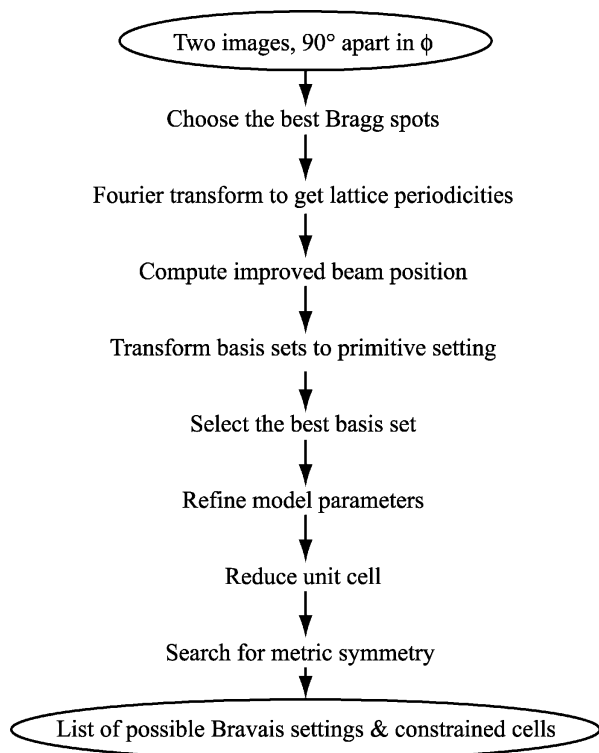 Two images, 90° apart in ϕ
Choose the best Bragg spots
Fourier transform to get lattice periodicities
Compute improved beam position
Transform basis sets to primitive setting
Select the best basis set
Refine model parameters
Reduce unit cell
Search for metric symmetry
List of possible Bravais settings & constrained cells